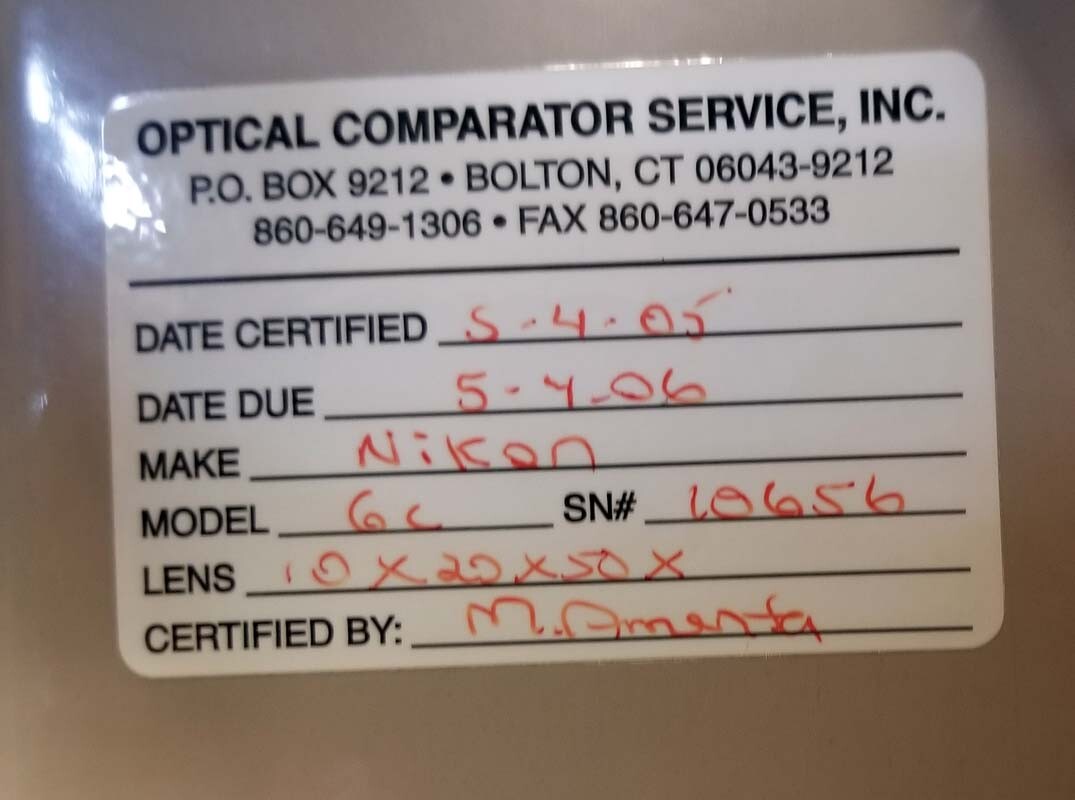 OPTICAL COMPARATOR SERVICE, INC.
P.O. BOX 9212 • BOLTON, CT 06043-9212
860-649-1306 • FAX 860-647-0533
DATE CERTIFIED 5-4-05
DATE DUE 5-4-06
MAKE Nikon
MODEL 6C SN# 10656
LENS 10X20X50X
CERTIFIED BY: M. Amenta